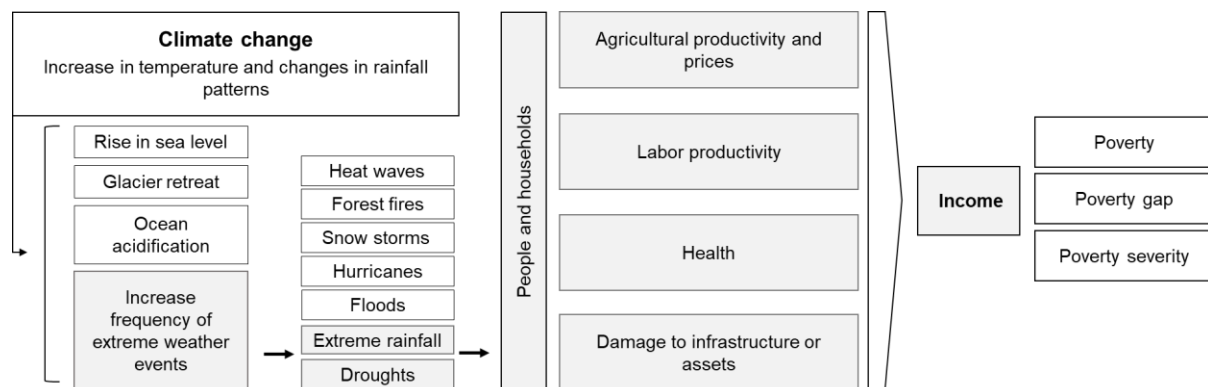 Climate change
Increase in temperature and changes in rainfall
patterns
Rise in sea level
Glacier retreat
Ocean
acidification
Increase
frequency of
extreme weather
events
Heat waves
Forest fires
Snow storms
Hurricanes
Floods
Extreme rainfall
Droughts
People and households
Agricultural productivity and
prices
Labor productivity
Health
Damage to infrastructure or
assets
Income
Poverty
Poverty gap
Poverty severity